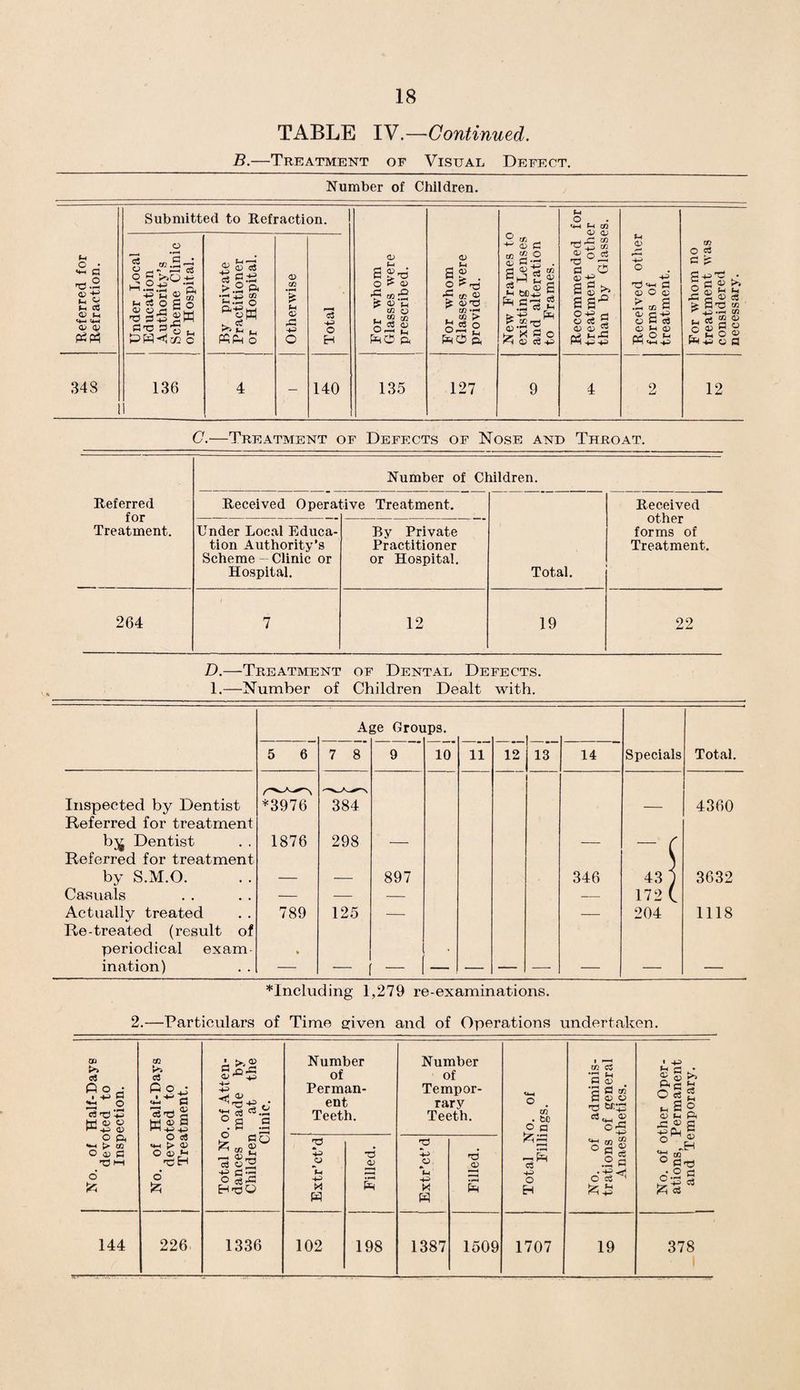 18
TABLE IV.—Continued.
B.—Treatment of Visual Defect.
Number of Children.
Referred for Refraction.
Submitted to Refraction.
Under Local Education Authority's Scheme Clinic or Hospital.
By private Practitioner or Hospital.
Otherwise
Total
For whom Glasses were prescribed.
For whom Glasses were provided.
New Frames to existing Lenses and alteration to Frames.
Recommended for treatment other than by Glasses.
Received other forms of treatment.
For whom no treatment was considered necessary.
348 136 4 – 140 135 127 9 4 2 12
C.—Treatment of Defects of Nose and Throat.
Referred for Treatment.
Number of Children.
Received Operative Treatment.
Under Local Education Authority's Scheme – Clinic or Hospital.
By Private Practitioner or Hospital.
Total.
Received other forms of Treatment.
264 7 12 19 22
D.—Treatment of Dental Defects.
1.—Number of Children Dealt with.
Age Groups.
5 6 7 8 9 10 11 12 13 14 Specials Total.
Inspected by Dentist *3976 384 — 4360
Referred for treatment
by Dentist . . 1876 298 — — —
Referred for treatment
by S.M.O. . . — — 897 346 43 3632
Casuals . . . . — — — — 172
Actually treated . . 789 125 — — 204 1118
Re-treated (result of
periodical exam-
ination) . . — — — — — — — — — —
*Including 1,279 re-examinations.
2.—Particulars of Time given and of Operations undertaken.
No. of Half-Days devoted to Inspection.
No. of Half-Days devoted to Treatment.
Total No. of Attendances made by Children at the Clinic.
Number of Permanent Teeth.
Extr'ct'd
Filled.
Number of Temporary Teeth.
Extr'ct'd
Filled.
Total No. of Fillings.
No. of administrations of general Anaesthetics.
No. of other Operations, Permanent and Temporary.
144 226 1336 102 198 1387 1509 1707 19 378